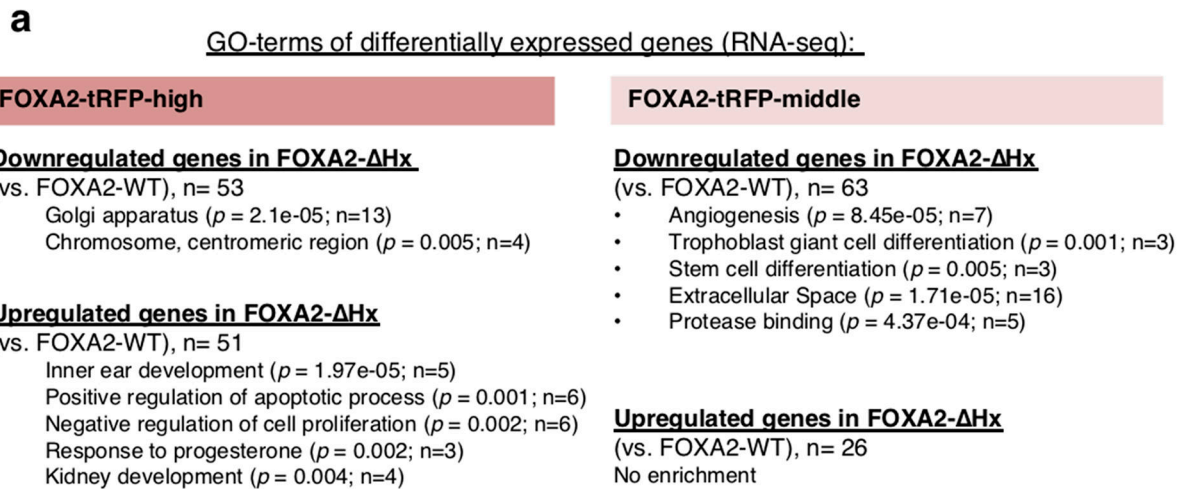 a
GO-terms of differentially expressed genes (RNA-seq):
FOXA2-tRFP-high
Downregulated genes in FOXA2-ΔHx
vs. FOXA2-WT), n= 53
Golgi apparatus (p = 2.1e-05; n=13)
Chromosome, centromeric region (p = 0.005; n=4)
Upregulated genes in FOXA2-ΔHx
vs. FOXA2-WT), n= 51
Inner ear development (p = 1.97e-05; n=5)
Positive regulation of apoptotic process (p = 0.001; n=6)
Negative regulation of cell proliferation (p = 0.002; n=6)
Response to progesterone (p = 0.002; n=3)
Kidney development (p = 0.004; n=4)
FOXA2-tRFP-middle
Downregulated genes in FOXA2-ΔHx
(vs. FOXA2-WT), n= 63
• Angiogenesis (p = 8.45e-05; n=7)
• Trophoblast giant cell differentiation (p = 0.001; n=3)
• Stem cell differentiation (p = 0.005; n=3)
• Extracellular Space (p = 1.71e-05; n=16)
• Protease binding (p = 4.37e-04; n=5)
Upregulated genes in FOXA2-ΔHx
(vs. FOXA2-WT), n= 26
No enrichment